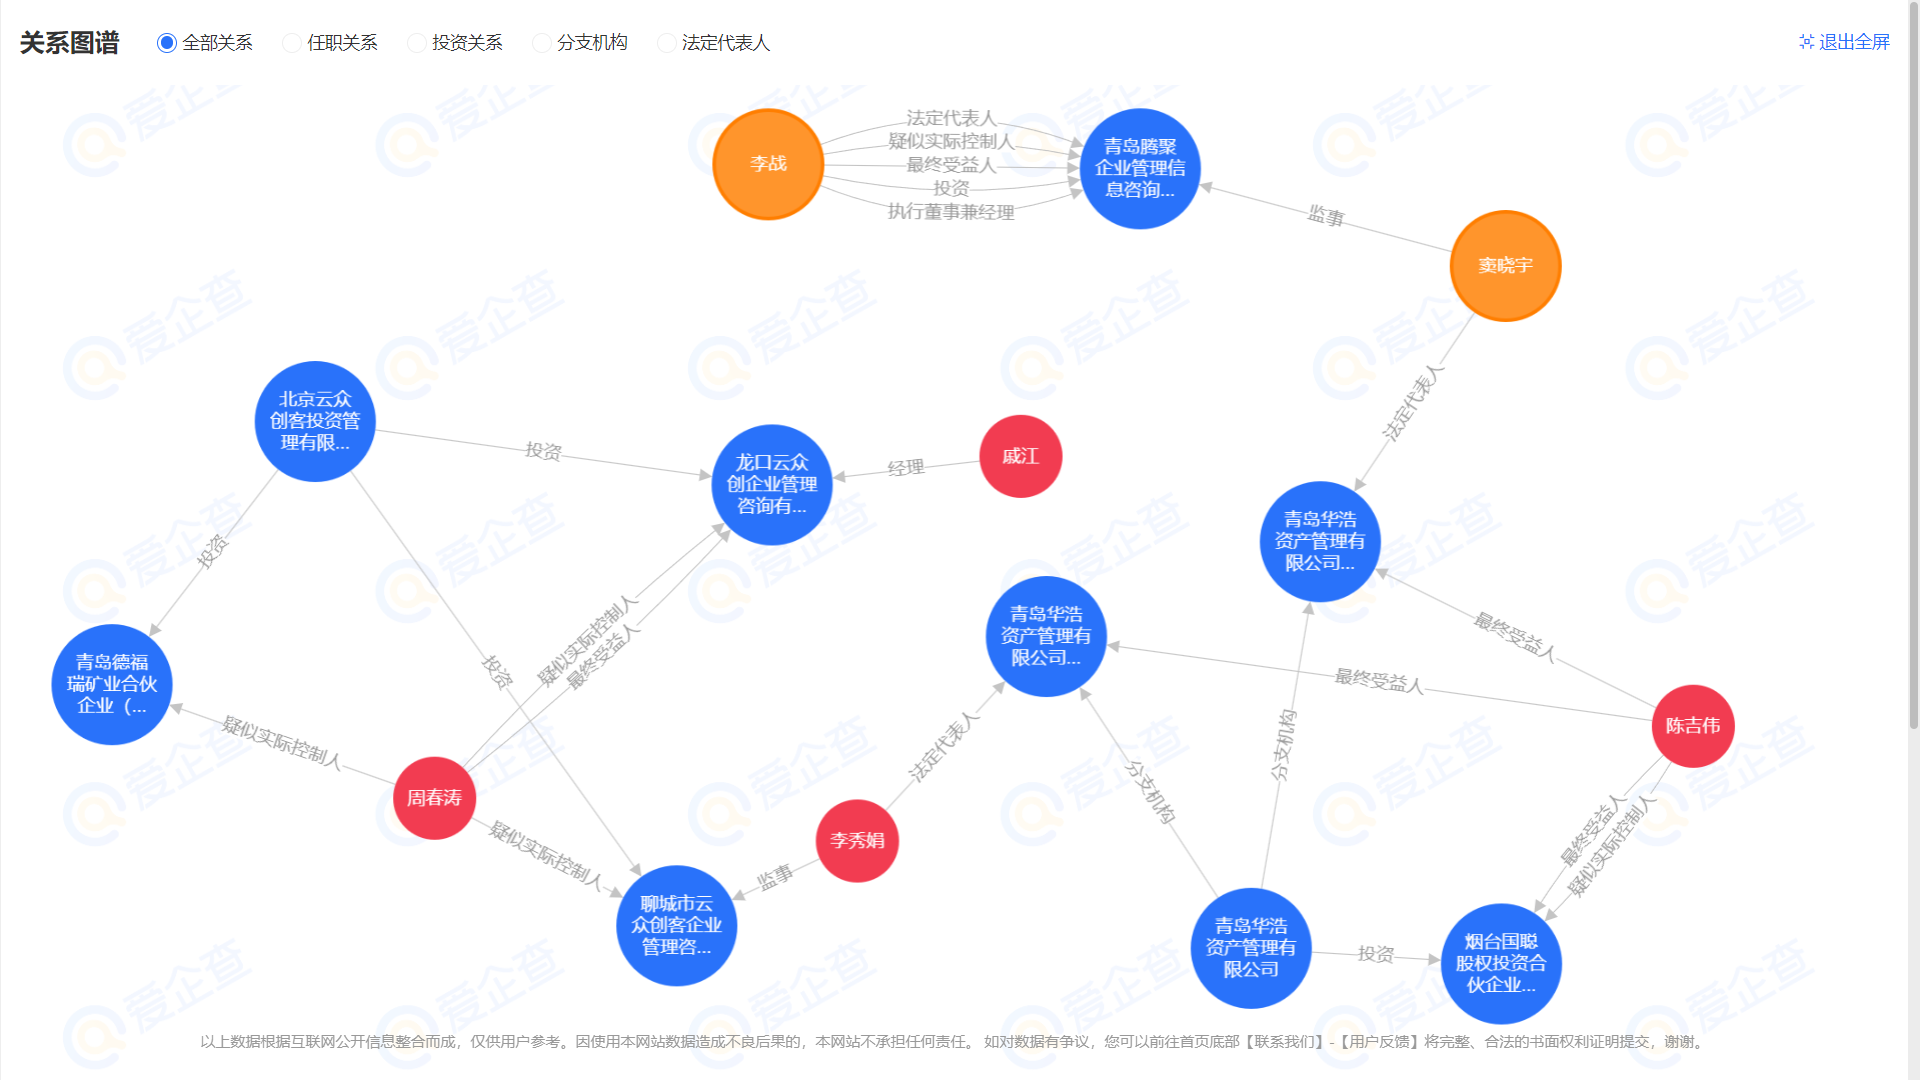 关系图谱
全部关系
任职关系
投资关系
分支机构
法定代表人
退出全屏
李战
法定代表人
疑似实际控制人
最终受益人
投资
执行董事兼经理
青岛腾聚
企业管理信
息咨询...
监事
窦晓宇
法定代表人
北京云众
创客投资管
理有限...
投资
龙口云众
创企业管理
咨询有...
经理
戚江
青岛华浩
资产管理有
限公司...
投资
投资
疑似实际控制人
最终受益人
青岛华浩
资产管理有
限公司...
最终受益人
最终受益人
青岛德福
瑞矿业合伙
企业（...
疑似实际控制人
周春涛
疑似实际控制人
法定代表人
李秀娟
监事
分支机构
分支机构
陈吉伟
最终受益人
疑似实际控制人
聊城市云
众创客企业
管理咨...
青岛华浩
资产管理有
限公司
投资
烟台国聪
股权投资合
伙企业...
以上数据根据互联网公开信息整合而成，仅供用户参考。因使用本网站数据造成不良后果的，本网站不承担任何责任。 如对数据有争议，您可以前往首页底部【联系我们】-【用户反馈】将完整、合法的书面权利证明提交，谢谢。
爱企查